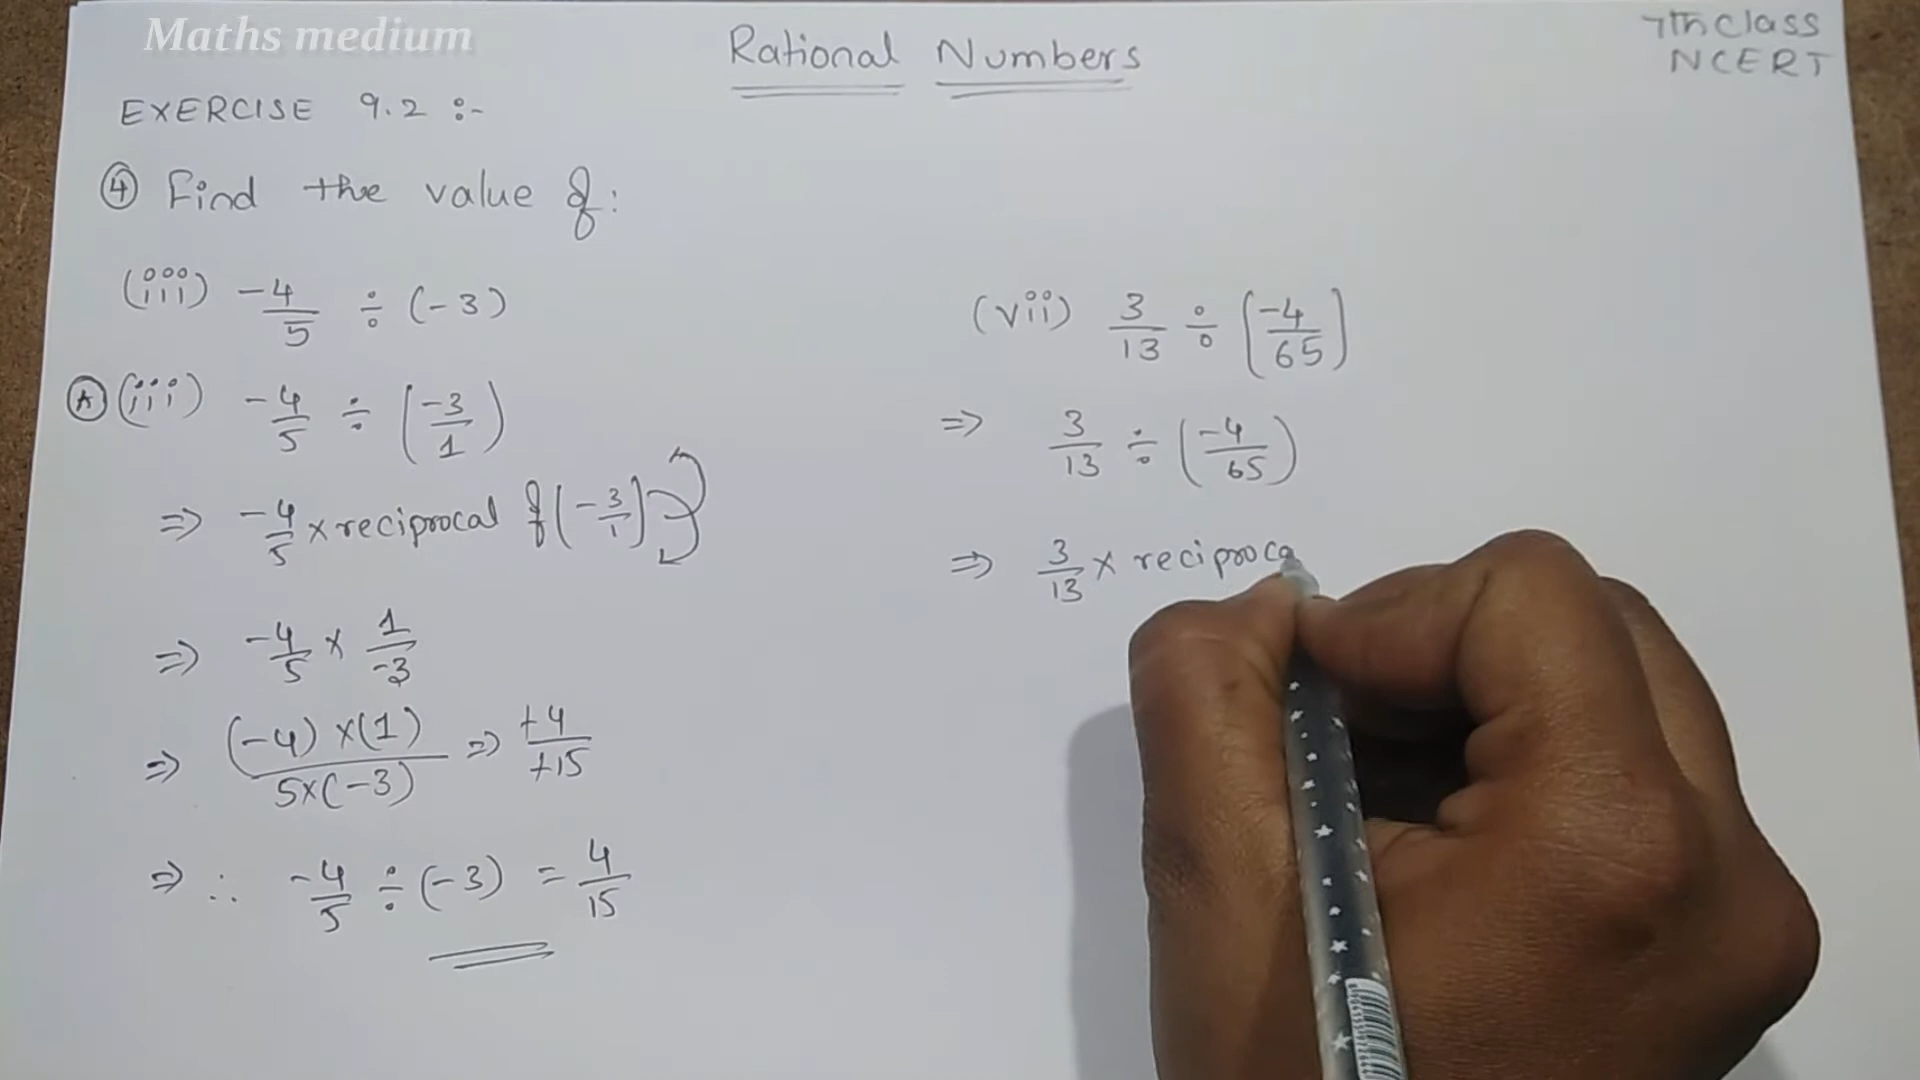 Maths medium
Rational Numbers
7th Class
NCERT
EXERCISE 9.2 :-
④ Find the value of:
(iii) -4/5 ÷ (-3)
Ⓐ (iii) -4/5 ÷ (-3/1)
⇒ -4/5 × reciprocal of (-3/1)
⇒ -4/5 × 1/-3
⇒ (-4) × (1) / 5×(-3) ⇒ +4/+15
⇒ ∴ -4/5 ÷ (-3) = 4/15
(vii) 3/13 ÷ (-4/65)
⇒ 3/13 ÷ (-4/65)
⇒ 3/13 × reciproca